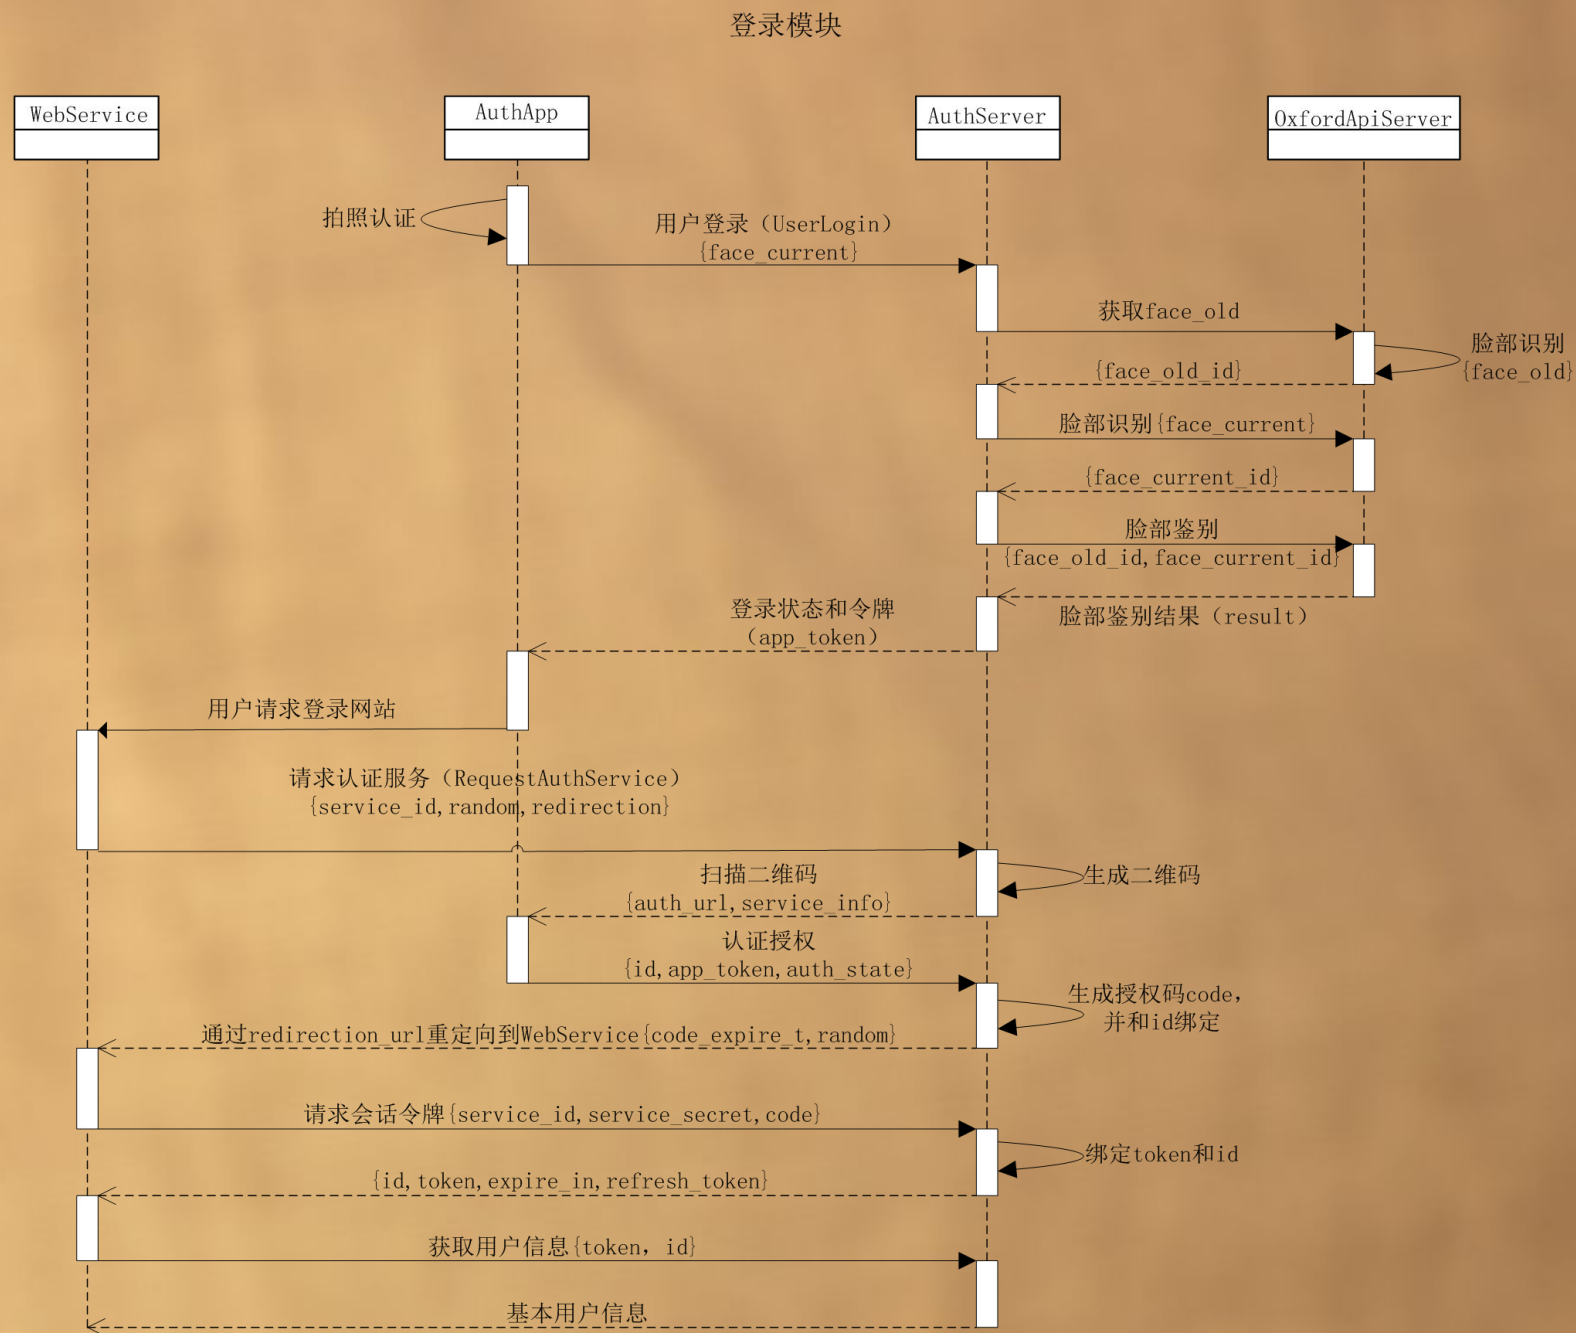 登录模块
WebService
AuthApp
AuthServer
OxfordApiServer
拍照认证
用户登录（UserLogin）
{face_current}
获取face_old
脸部识别
{face_old}
{face_old_id}
脸部识别{face_current}
{face_current_id}
脸部鉴别
{face_old_id,face_current_id}
脸部鉴别结果（result）
登录状态和令牌
（app_token）
用户请求登录网站
请求认证服务（RequestAuthService）
{service_id,random,redirection}
扫描二维码
{auth_url,service_info}
生成二维码
认证授权
{id,app_token,auth_state}
生成授权码code，
并和id绑定
通过redirection_url重定向到WebService{code_expire_t,random}
请求会话令牌{service_id,service_secret,code}
绑定token和id
{id,token,expire_in,refresh_token}
获取用户信息{token，id}
基本用户信息